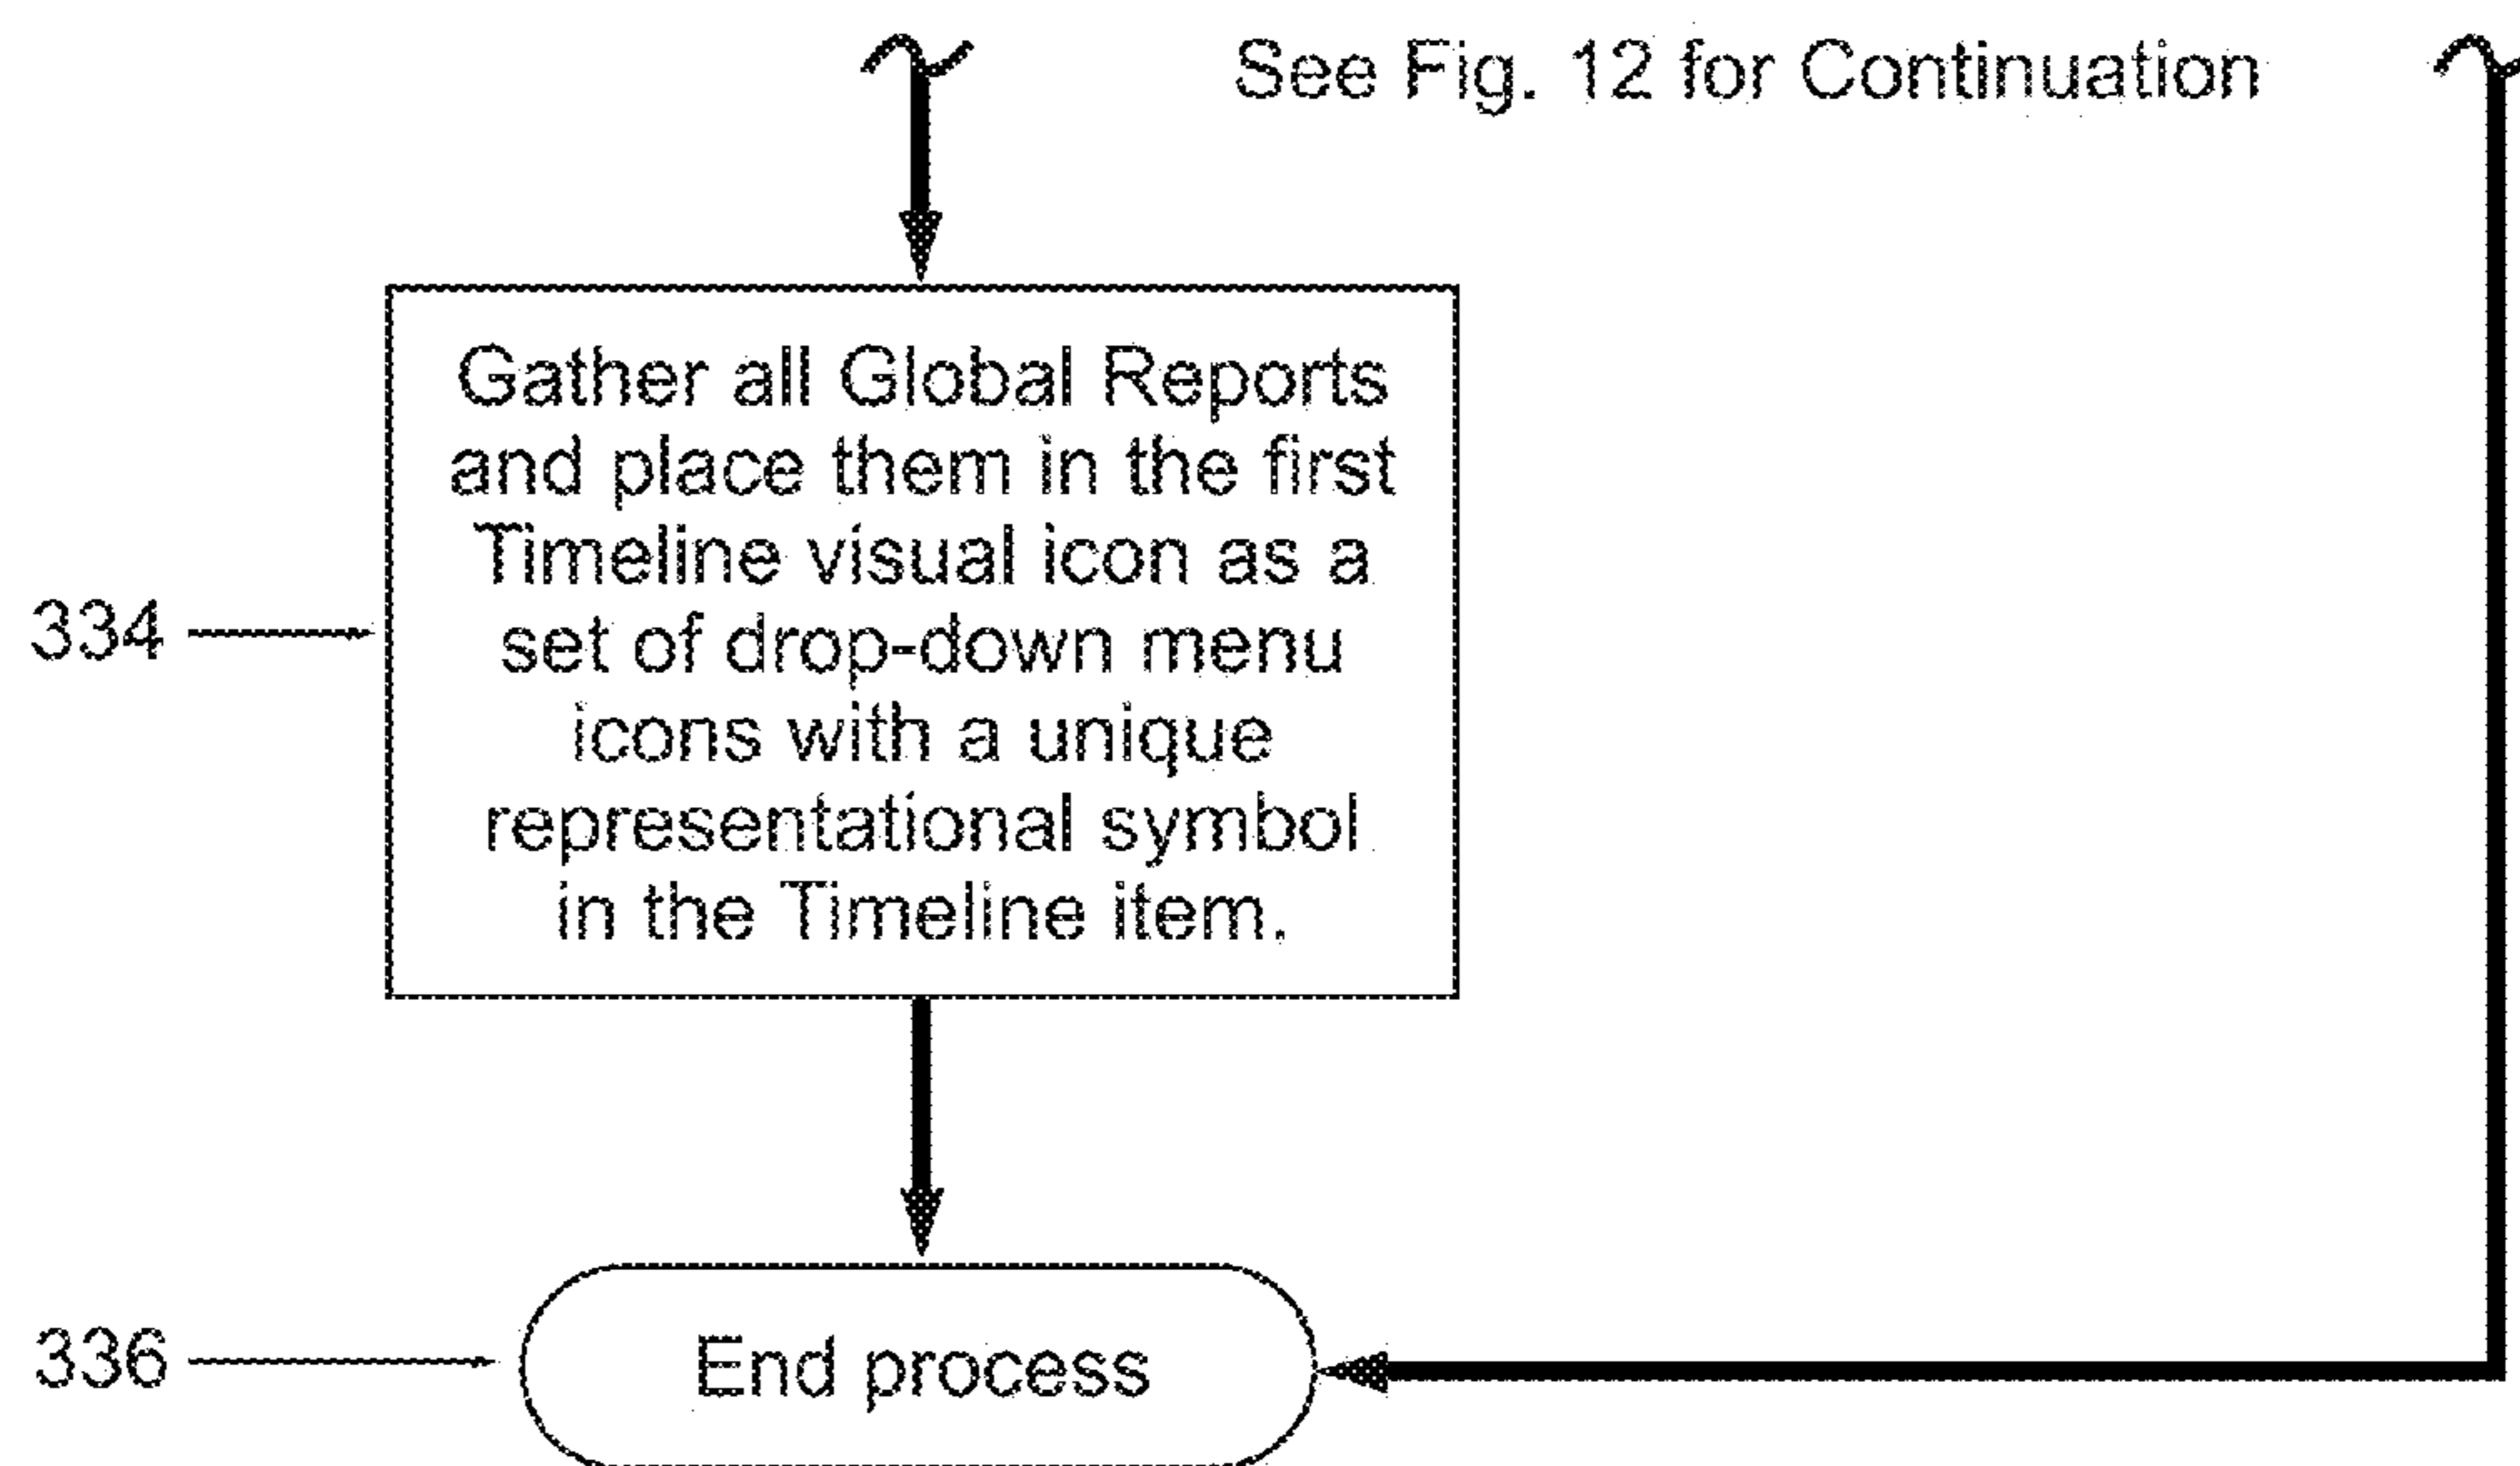 See Fig. 12 for Continuation
Gather all Global Reports
and place them in the first
Timeline visual icon as a
set of drop-down menu
icons with a unique
representational symbol
in the Timeline item.
334
End process
336